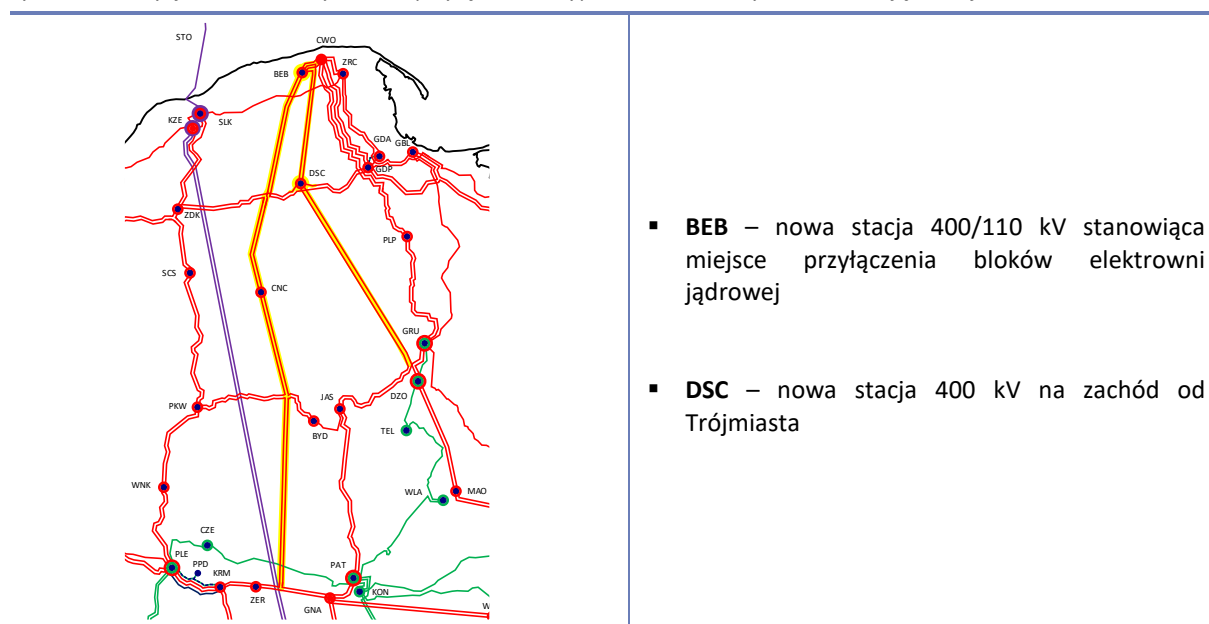 STO
CWO
ZRC
BEB
KZE
SLK
GDA
GBL
GDP
DSC
ZDK
PLP
SCS
CNC
GRU
DZO
PKW
JAS
BYD
TEL
WNK
WLA
MAO
CZE
PLE
PPD
KRM
PAT
ZER
KON
GNA
W
▪ BEB – nowa stacja 400/110 kV stanowiąca
miejsce przyłączenia bloków elektrowni
jądrowej
▪ DSC – nowa stacja 400 kV na zachód od
Trójmiasta